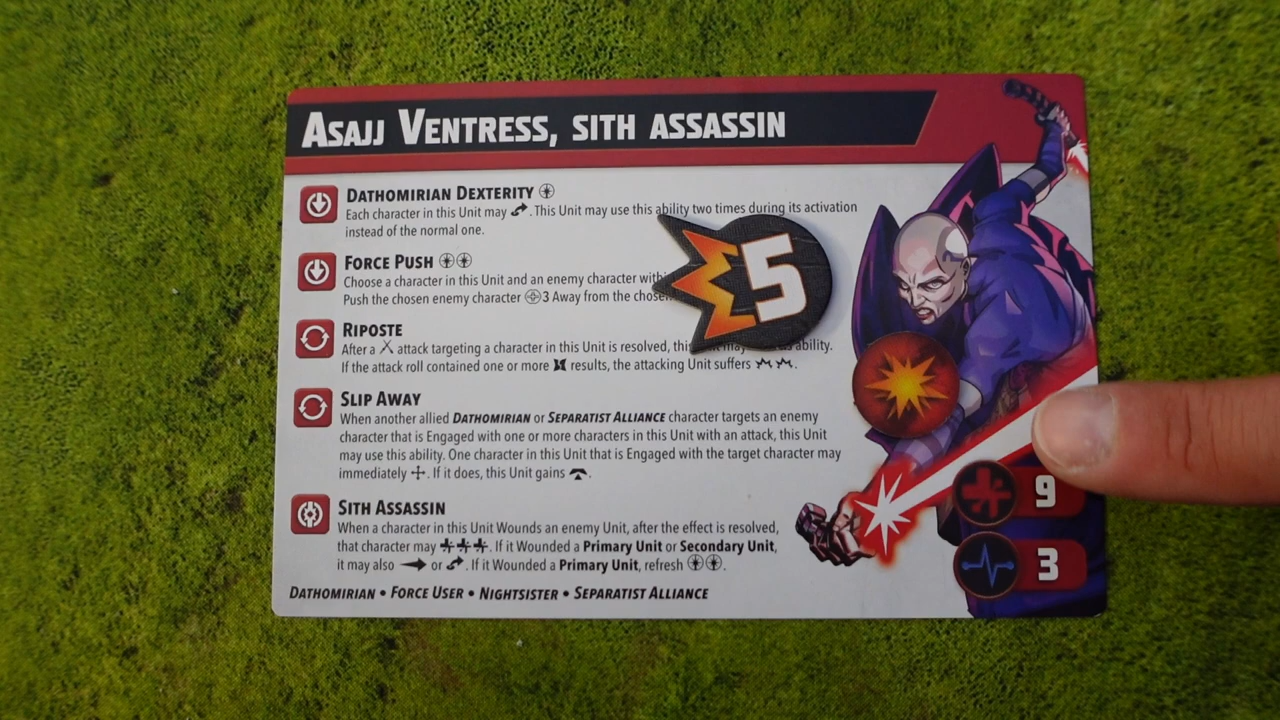 ASAJJ VENTRESS, SITH ASSASSIN
DATHOMIRIAN DEXTERITY
Each character in this Unit may . This Unit may use this ability two times during its activation
instead of the normal one.
FORCE PUSH
Choose a character in this Unit and an enemy character
Push the chosen enemy character 3 Away from the
5
RIPOSTE
After a attack targeting a character in this Unit is resolved, ability.
If the attack roll contained one or more results, the attacking Unit suffers .
SLIP AWAY
When another allied DATHOMIRIAN or SEPARATIST ALLIANCE character targets an enemy
character that is Engaged with one or more characters in this Unit with an attack, this Unit
may use this ability. One character in this Unit that is Engaged with the target character may
immediately . If it does, this Unit gains .
SITH ASSASSIN
When a character in this Unit Wounds an enemy Unit, after the effect is resolved,
that character may . If it Wounded a Primary Unit or Secondary Unit,
it may also or . If it Wounded a Primary Unit, refresh .
9
3
DATHOMIRIAN • FORCE USER • NIGHTSISTER • SEPARATIST ALLIANCE